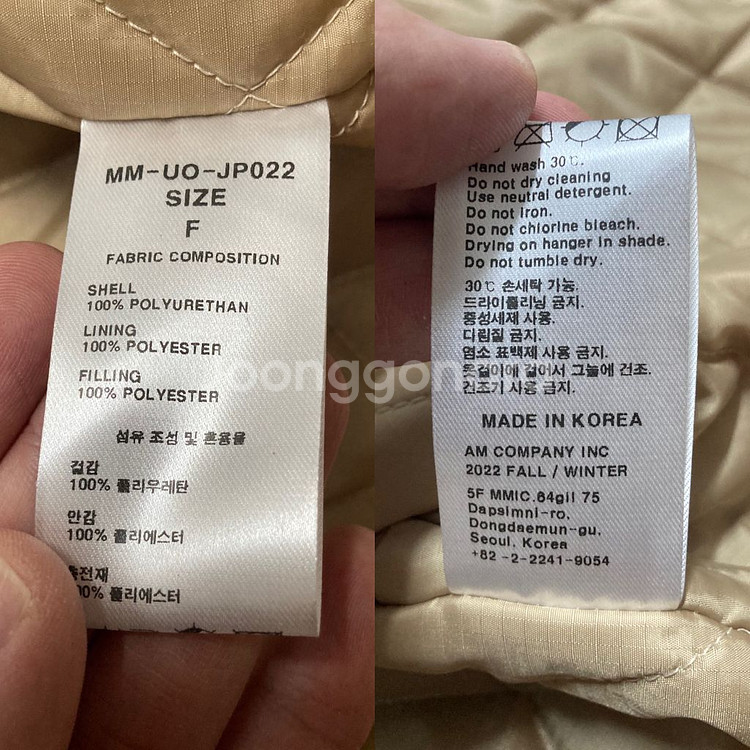 MM-UO-JP022
SIZE
F
FABRIC COMPOSITION
SHELL
100% POLYURETHAN
LINING
100% POLYESTER
FILLING
100% POLYESTER
섬유 조성 및 혼용률
겉감
100% 폴리우레탄
안감
100% 폴리에스터
충전재
100% 폴리에스터
Hand wash 30℃.
Do not dry cleaning
Use neutral detergent.
Do not iron.
Do not chlorine bleach.
Drying on hanger in shade.
Do not tumble dry.
30℃ 손세탁 가능.
드라이클리닝 금지.
중성세제 사용.
다림질 금지.
염소 표백제 사용 금지.
옷걸이에 걸어서 그늘에 건조.
건조기 사용 금지.
MADE IN KOREA
AM COMPANY INC
2022 FALL / WINTER
5F MMIC.64gil 75
Dapsimni-ro.
Dongdaemun-gu.
Seoul. Korea
+82 -2-2241-9054